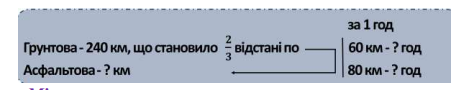 за 1 год
Грунтова - 240 км, що становило 2/3 відстані по 60 км - ? год
Асфальтова - ? км 80 км - ? год